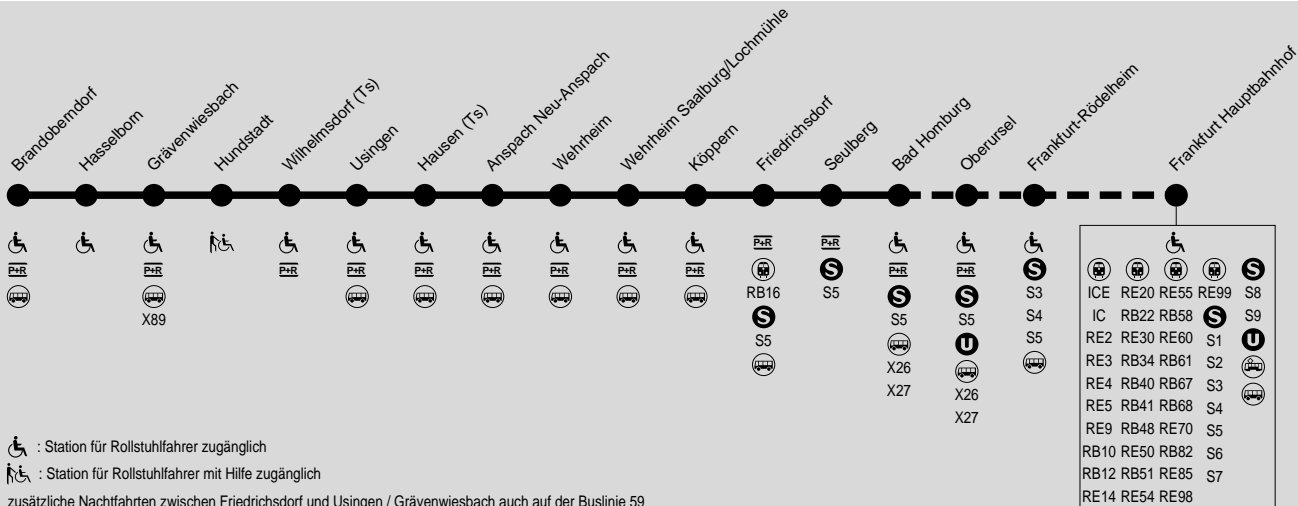 Brandoberndorf
Hasselborn
Grävenwiesbach
Hundstadt
Wilhelmsdorf (Ts)
Usingen
Hausen (Ts)
Anspach Neu-Anspach
Wehrheim
Wehrheim Saalburg/Lochmühle
Köppern
Friedrichsdorf
Seulberg
Bad Homburg
Oberursel
Frankfurt-Rödelheim
Frankfurt Hauptbahnhof
P+R
P+R
X89
P+R
P+R
P+R
P+R
P+R
P+R
P+R
P+R
RB16
S
S5
P+R
S
S5
P+R
S
S5
X26
X27
P+R
S
S5
U
X26
X27
S
S3
S4
S5
ICE
IC
RE2
RE3
RE4
RE5
RE9
RB10
RB12
RE14
RE20
RB22
RE30
RB34
RB40
RB41
RB48
RE50
RB51
RE54
RE55
RB58
RE60
RB61
RB67
RB68
RE70
RB82
RE85
RE98
RE99
S
S1
S2
S3
S4
S5
S6
S7
S
S8
S9
U
: Station für Rollstuhlfahrer zugänglich
: Station für Rollstuhlfahrer mit Hilfe zugänglich
zusätzliche Nachtfahrten zwischen Friedrichsdorf und Usingen / Grävenwiesbach auch auf der Buslinie 59